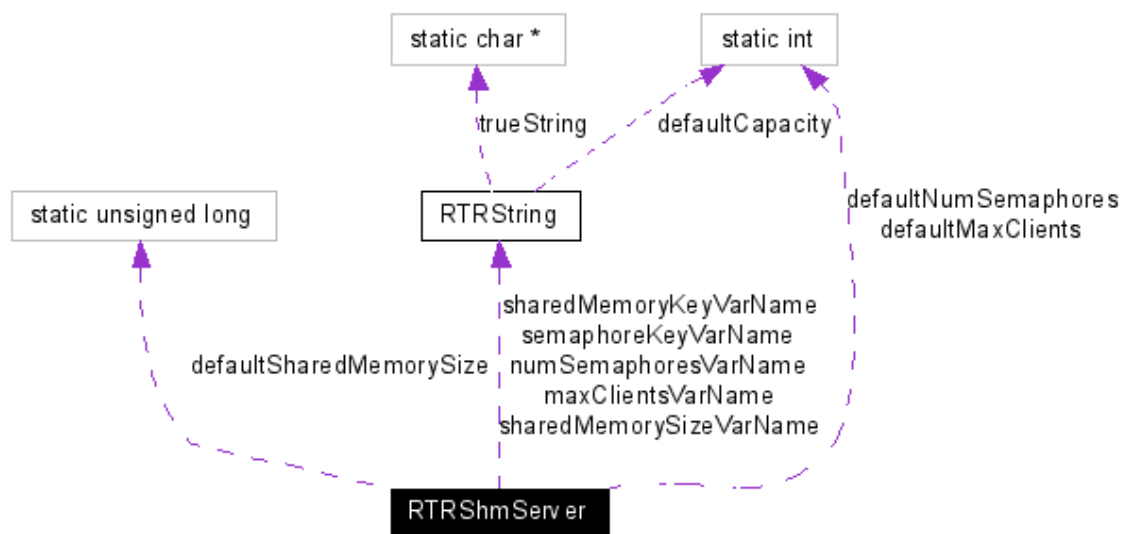 static char *
static int
trueString
defaultCapacity
static unsigned long
RTRString
defaultNumSemaphores
defaultMaxClients
sharedMemoryKeyVarName
semaphoreKeyVarName
defaultSharedMemorySize
numSemaphoresVarName
maxClientsVarName
sharedMemorySizeVarName
RTRShmServer